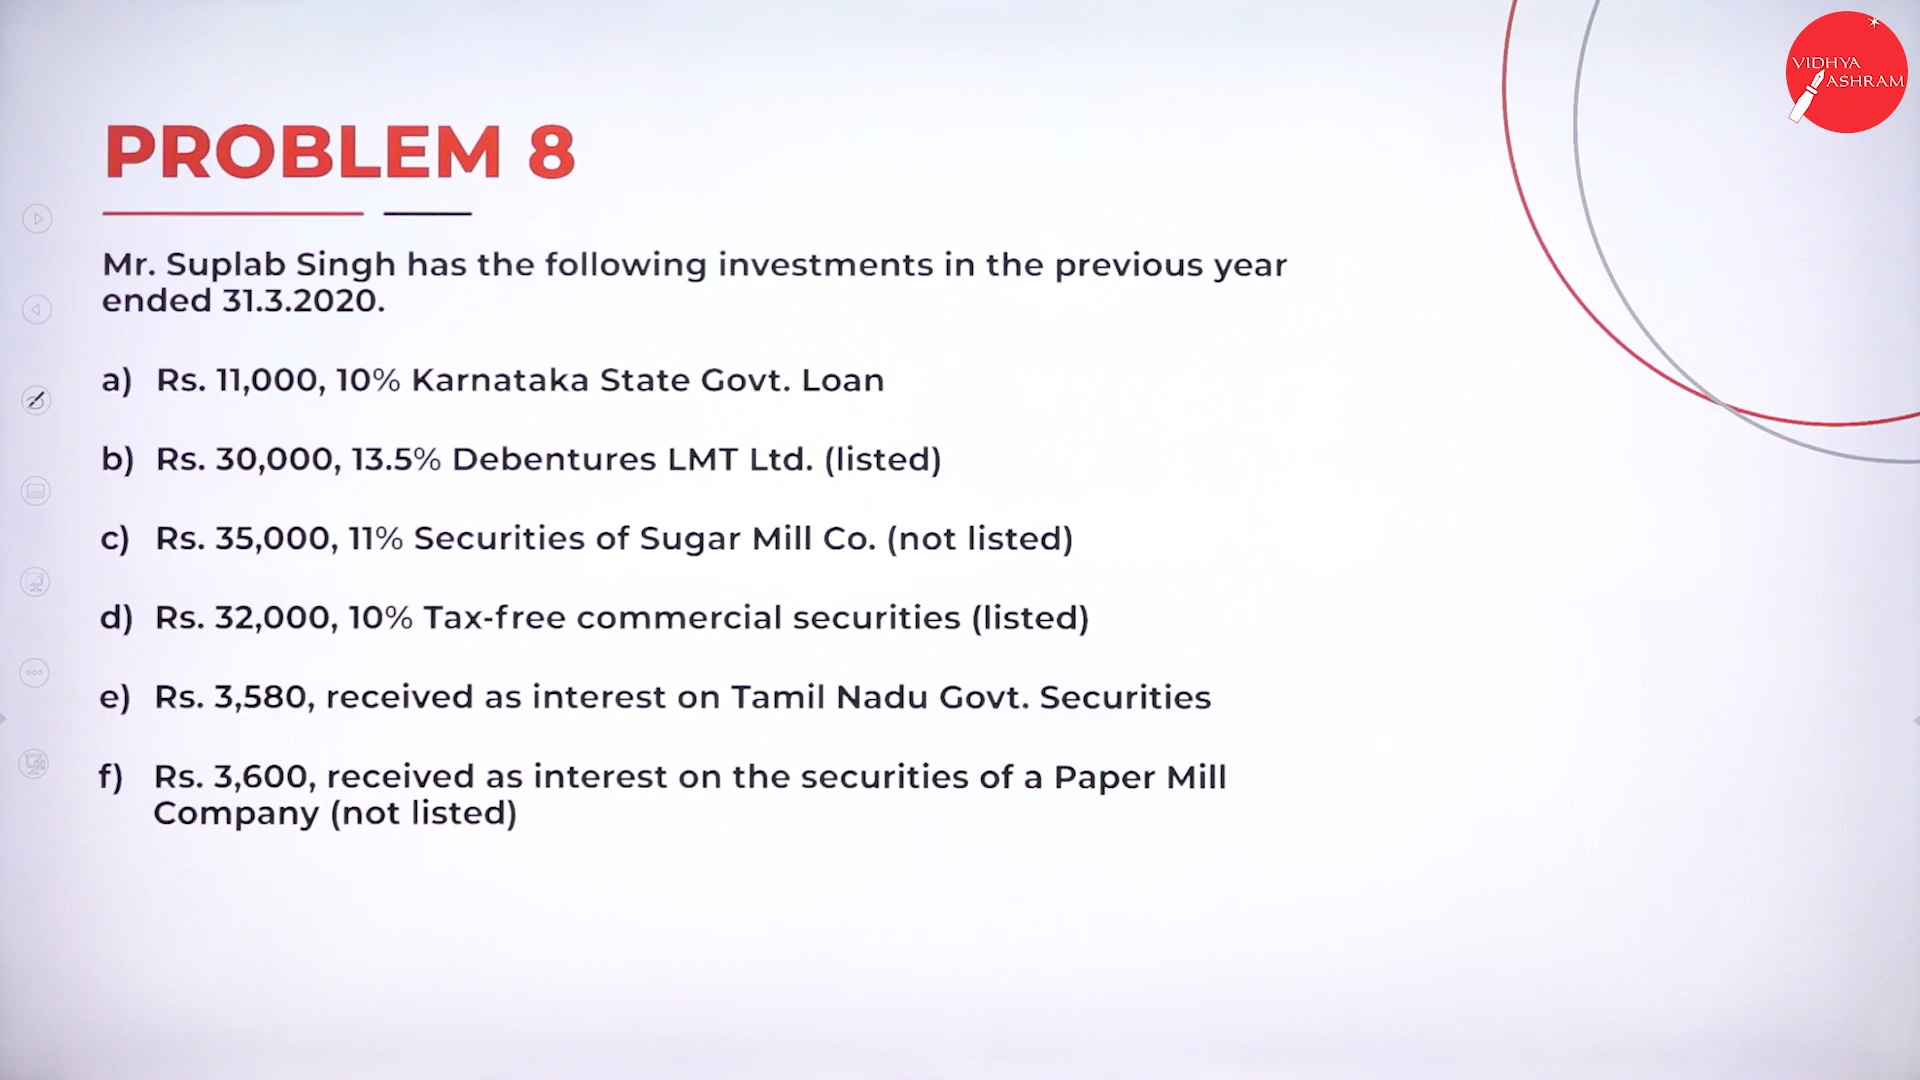 VIDHYA
ASHRAM
PROBLEM 8
Mr. Suplab Singh has the following investments in the previous year
ended 31.3.2020.
a) Rs. 11,000, 10% Karnataka State Govt. Loan
b) Rs. 30,000, 13.5% Debentures LMT Ltd. (listed)
c) Rs. 35,000, 11% Securities of Sugar Mill Co. (not listed)
d) Rs. 32,000, 10% Tax-free commercial securities (listed)
e) Rs. 3,580, received as interest on Tamil Nadu Govt. Securities
f) Rs. 3,600, received as interest on the securities of a Paper Mill
Company (not listed)